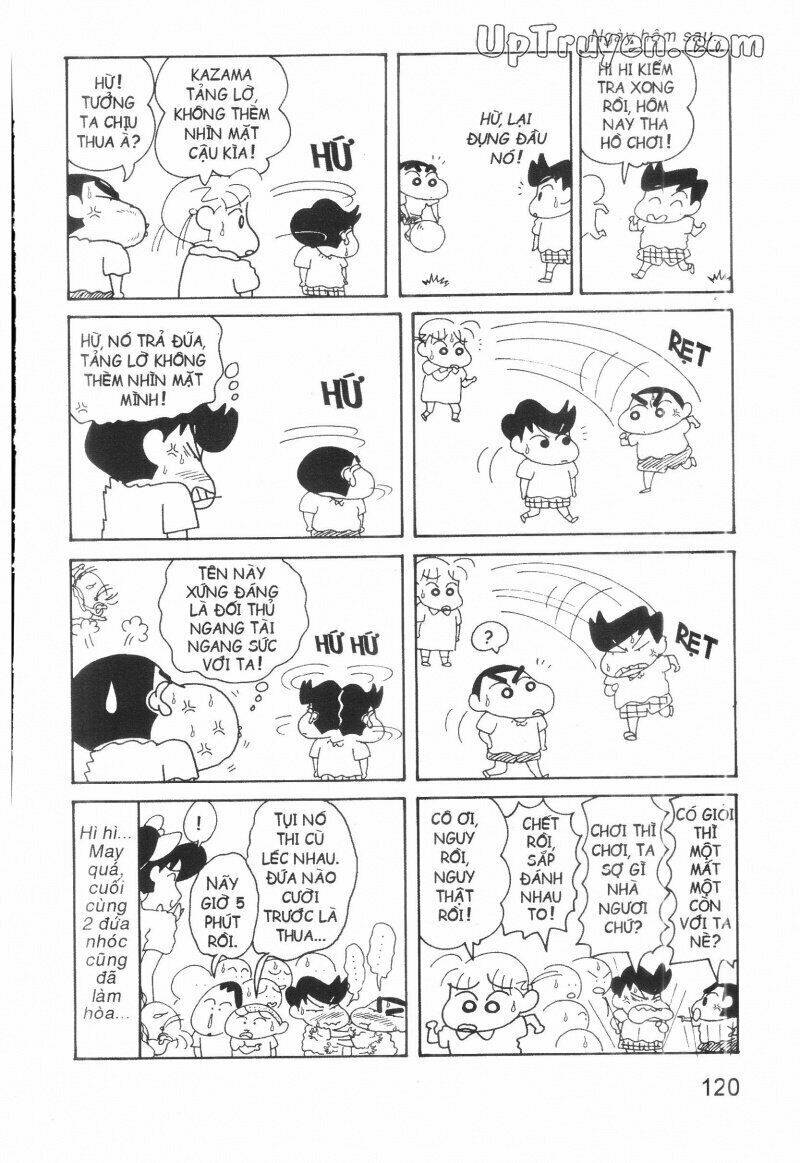 UpTruyen.com
Ngày hôm sau
HI HI KIỂM
TRA XONG
RỒI, HÔM
NAY THA
HỒ CHƠI!
HỪ, LẠI
ĐỤNG ĐẦU
NÓ!
KAZAMA
TẢNG LỜ,
KHÔNG THÈM
NHÌN MẶT
CẬU KÌA!
HỨ
HỪ!
TƯỞNG
TA CHỊU
THUA À?
RẸT
HỪ, NÓ TRẢ ĐŨA,
TẢNG LỜ KHÔNG
THÈM NHÌN MẶT
MÌNH!
HỨ
RẸT
?
TÊN NÀY
XỨNG ĐÁNG
LÀ ĐỐI THỦ
NGANG TÀI
NGANG SỨC
VỚI TA!
HỨ HỨ
CÓ GIỎI
THÌ
MỘT
MẤT
MỘT
CÒN
VỚI TA
NÈ?
CHƠI THÌ
CHƠI, TA
SỢ GÌ
NHÀ
NGƯƠI
CHỨ?
CHẾT
RỒI,
SẮP
ĐÁNH
NHAU
TO!
CÔ ƠI,
NGUY
RỒI,
NGUY
THẬT
RỒI!
TỤI NÓ
THI CÙ
LÉC NHAU.
ĐỨA NÀO
CƯỜI
TRƯỚC LÀ
THUA...
NÃY
GIỜ 5
PHÚT
RỒI.
!
Hì hì...
May
quá,
cuối
cùng
2 đứa
nhóc
cũng
đã
làm
hòa...
120